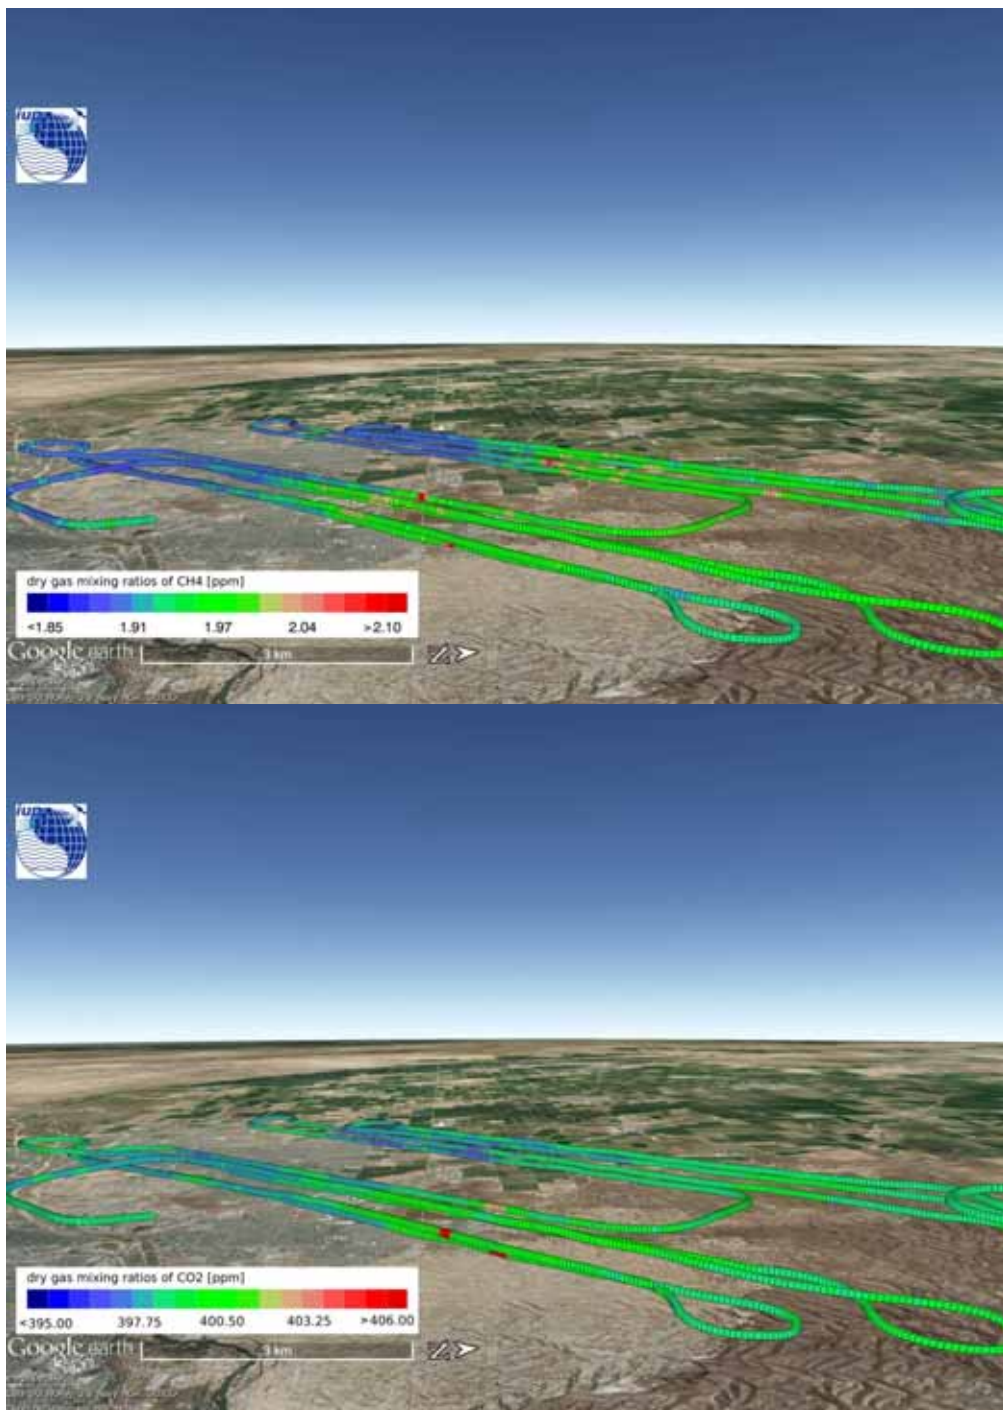 iup
dry gas mixing ratios of CH4 [ppm]
<1.85 1.91 1.97 2.04 >2.10
Google earth
3 km
iup
dry gas mixing ratios of CO2 [ppm]
<395.00 397.75 400.50 403.25 >406.00
Google earth
3 km